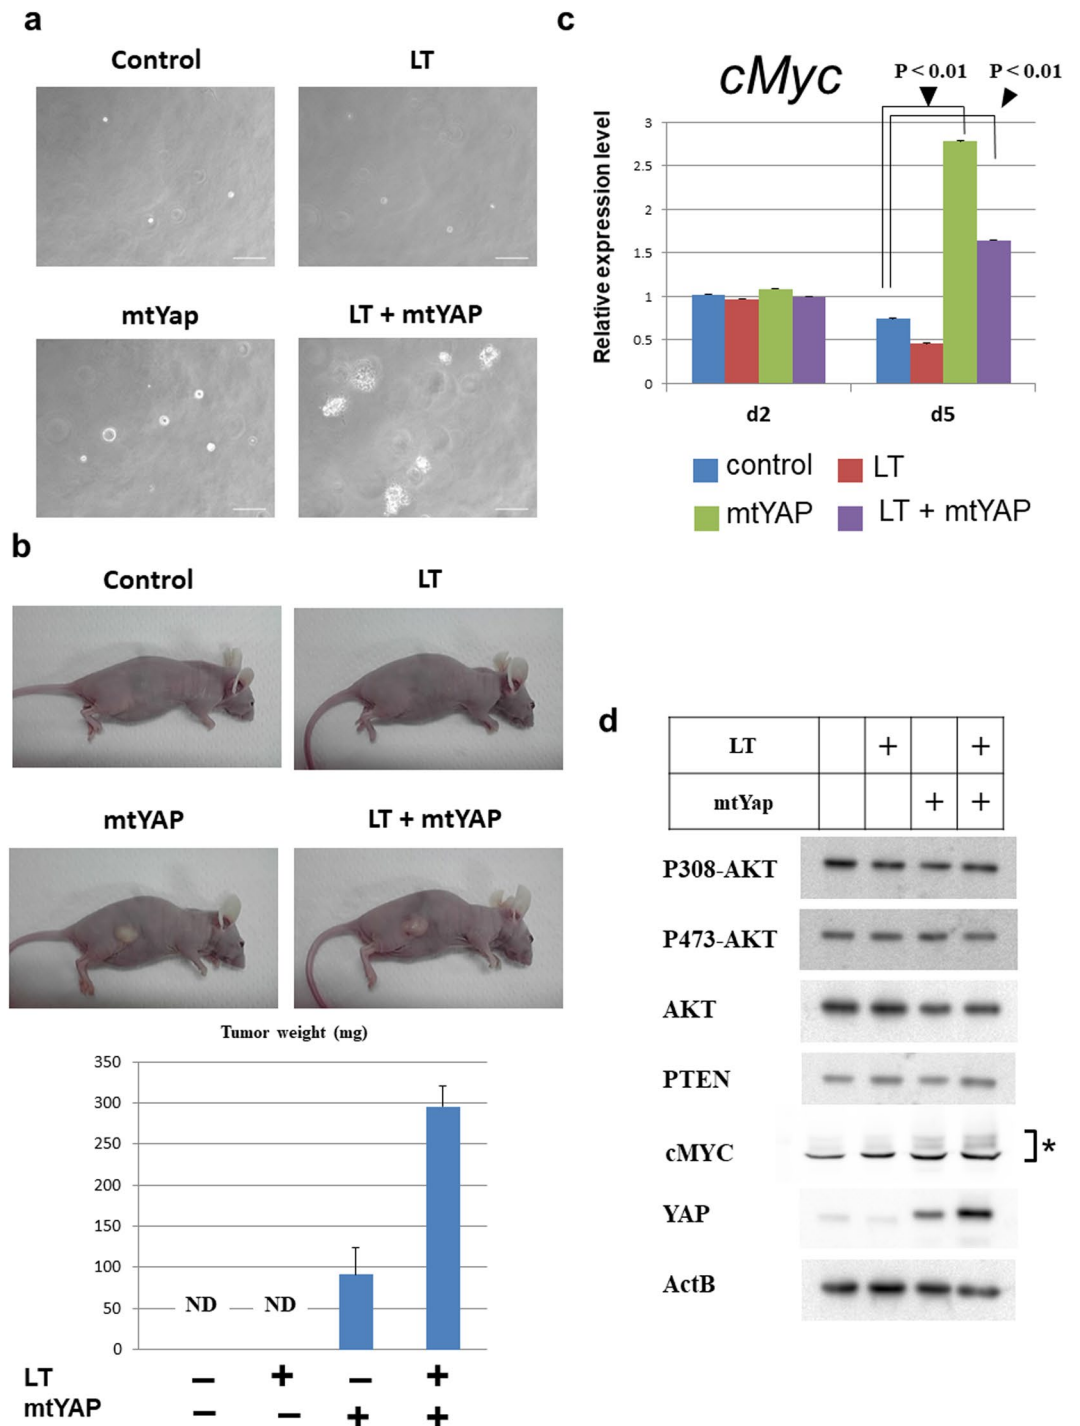 a
Control
LT
mtYap
LT + mtYAP
b
Control
LT
mtYAP
LT + mtYAP
Tumor weight (mg)
350
300
250
200
150
100
50
0
ND
ND
LT − + − +
mtYAP − − + +
c
cMyc
P < 0.01
P < 0.01
Relative expression level
3
2.5
2
1.5
1
0.5
0
d2
d5
control
LT
mtYAP
LT + mtYAP
d
LT + +
mtYap + +
P308-AKT
P473-AKT
AKT
PTEN
cMYC
*
YAP
ActB